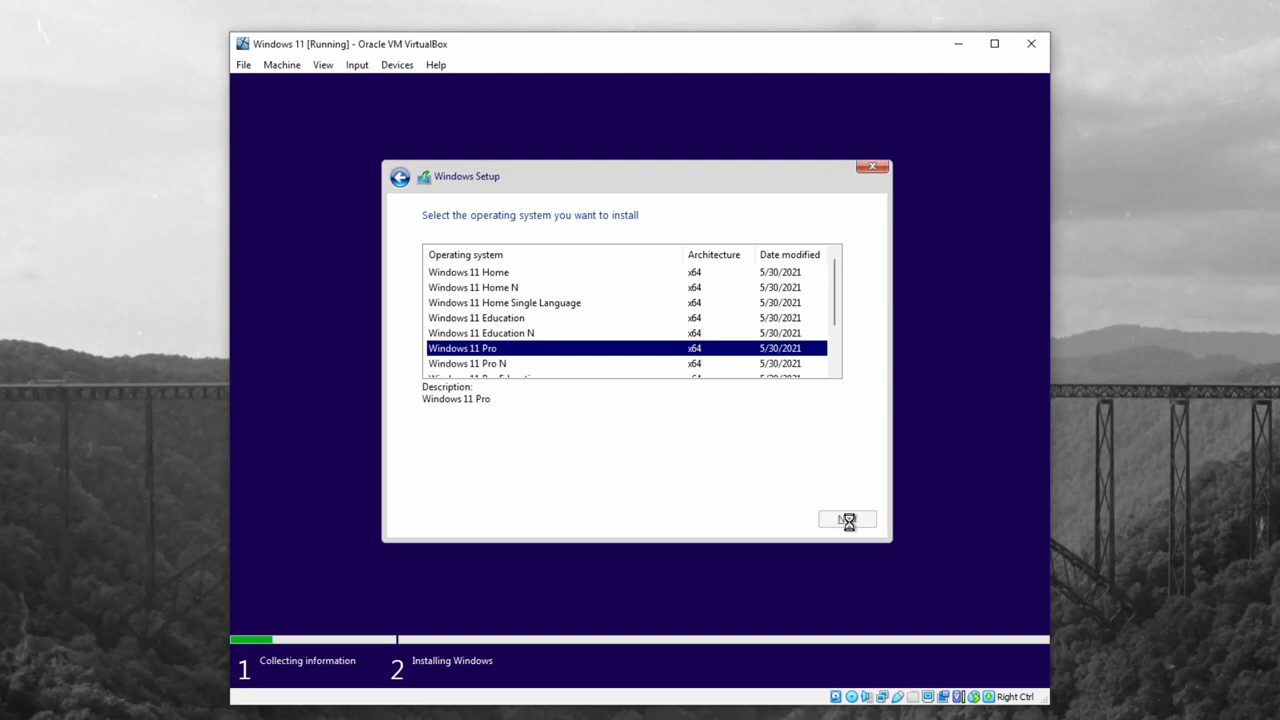 Windows 11 [Running] - Oracle VM VirtualBox
File Machine View Input Devices Help
Windows Setup
Select the operating system you want to install
Operating system Architecture Date modified
Windows 11 Home x64 5/30/2021
Windows 11 Home N x64 5/30/2021
Windows 11 Home Single Language x64 5/30/2021
Windows 11 Education x64 5/30/2021
Windows 11 Education N x64 5/30/2021
Windows 11 Pro x64 5/30/2021
Windows 11 Pro N x64 5/30/2021
Description:
Windows 11 Pro
1 Collecting information 2 Installing Windows
Right Ctrl